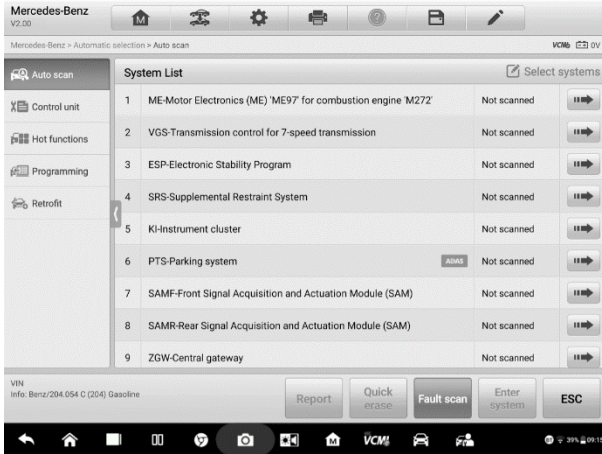 Mercedes-Benz
V2.00
Mercedes-Benz > Automatic selection > Auto scan
VCMI 0V
Auto scan
Control unit
Hot functions
Programming
Retrofit
System List
Select systems
1 ME-Motor Electronics (ME) 'ME97' for combustion engine 'M272' Not scanned
2 VGS-Transmission control for 7-speed transmission Not scanned
3 ESP-Electronic Stability Program Not scanned
4 SRS-Supplemental Restraint System Not scanned
5 KI-Instrument cluster Not scanned
6 PTS-Parking system ADAS Not scanned
7 SAMF-Front Signal Acquisition and Actuation Module (SAM) Not scanned
8 SAMR-Rear Signal Acquisition and Actuation Module (SAM) Not scanned
9 ZGW-Central gateway Not scanned
VIN
Info: Benz/204.054 C (204) Gasoline
Report
Quick
erase
Fault scan
Enter
system
ESC
M VCMI 39% 09:15